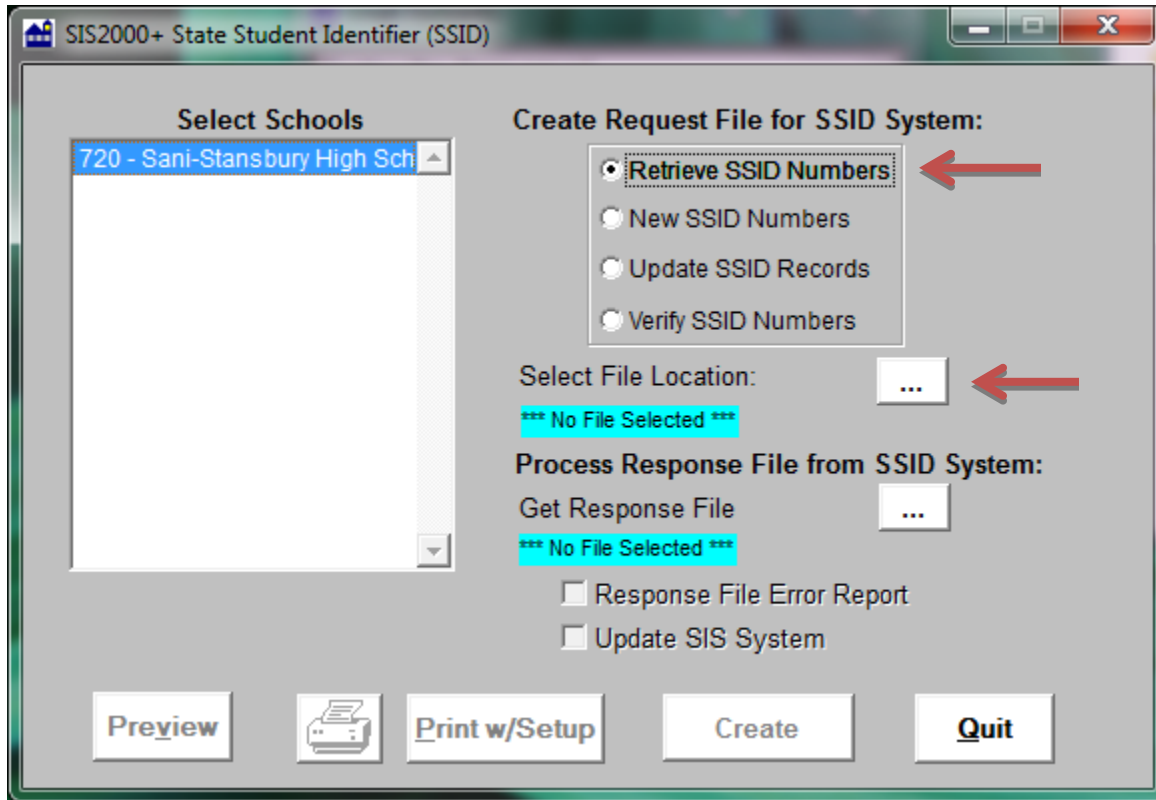 SIS2000+ State Student Identifier (SSID)
Select Schools
720 - Sani-Stansbury High Sch
Create Request File for SSID System:
Retrieve SSID Numbers
New SSID Numbers
Update SSID Records
Verify SSID Numbers
Select File Location:
...
*** No File Selected ***
Process Response File from SSID System:
Get Response File
...
*** No File Selected ***
Response File Error Report
Update SIS System
Preview
Print w/Setup
Create
Quit